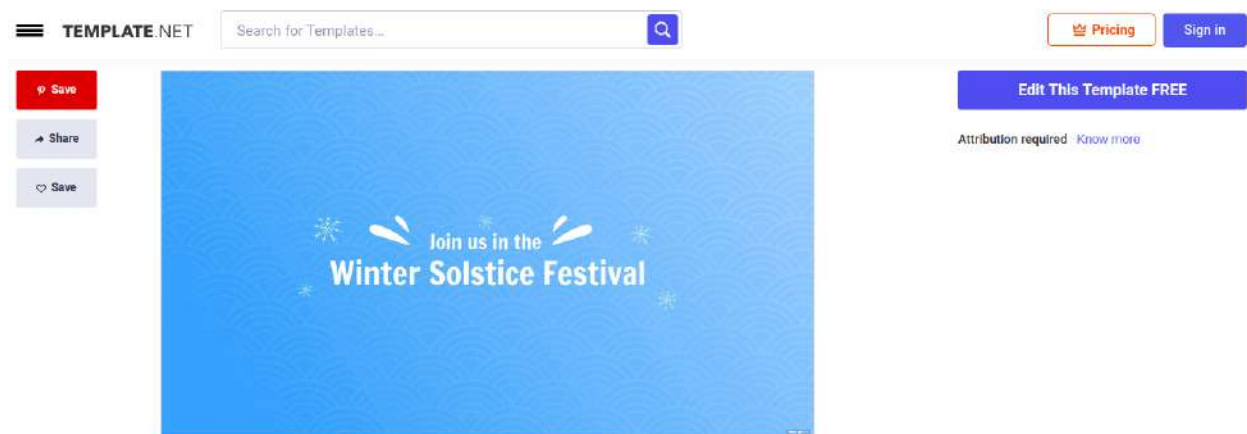 TEMPLATE.NET
Search for Templates...
Pricing
Sign in
Save
Share
Save
Join us in the
Winter Solstice Festival
Edit This Template FREE
Attribution required Know more